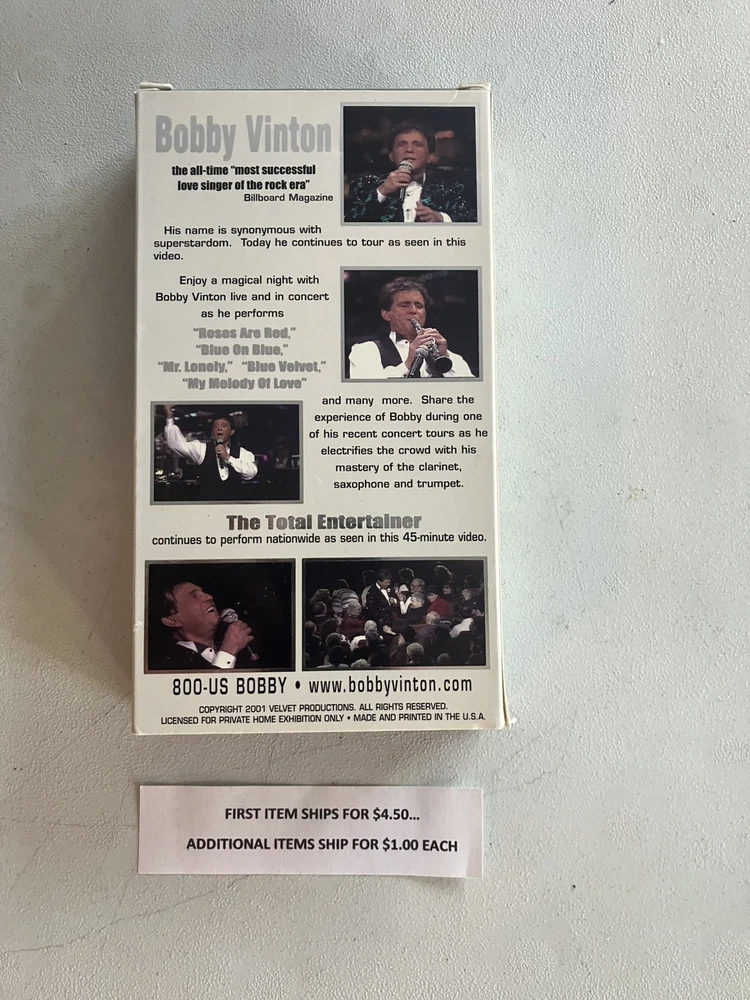 Bobby Vinton
the all-time "most successful
love singer of the rock era"
Billboard Magazine
His name is synonymous with
superstardom. Today he continues to tour as seen in this
video.
Enjoy a magical night with
Bobby Vinton live and in concert
as he performs
"Roses Are Red,"
"Blue On Blue,"
"Mr. Lonely," "Blue Velvet,"
"My Melody Of Love"
and many more. Share the
experience of Bobby during one
of his recent concert tours as he
electrifies the crowd with his
mastery of the clarinet,
saxophone and trumpet.
The Total Entertainer
continues to perform nationwide as seen in this 45-minute video.
800-US BOBBY • www.bobbyvinton.com
COPYRIGHT 2001 VELVET PRODUCTIONS. ALL RIGHTS RESERVED.
LICENSED FOR PRIVATE HOME EXHIBITION ONLY • MADE AND PRINTED IN THE U.S.A.
FIRST ITEM SHIPS FOR $4.50...
ADDITIONAL ITEMS SHIP FOR $1.00 EACH